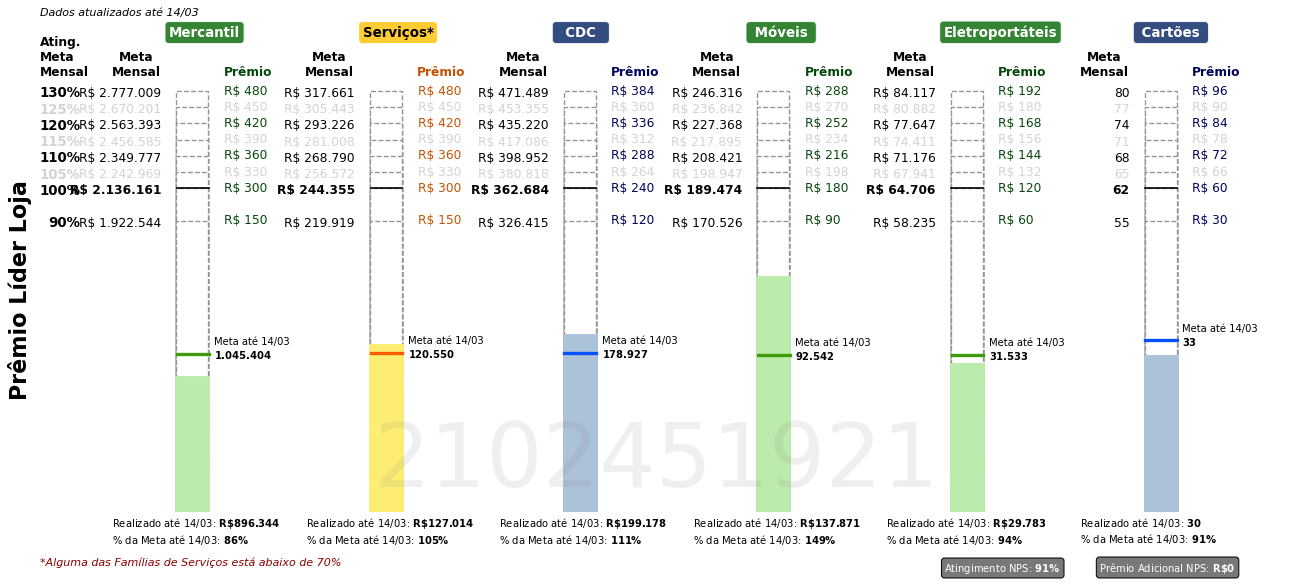 Dados atualizados até 14/03
Mercantil Serviços* CDC Móveis Eletroportáteis Cartões
Ating. Meta Mensal Meta Mensal Prêmio Meta Mensal Prêmio Meta Mensal Prêmio Meta Mensal Prêmio Meta Mensal Prêmio Meta Mensal Prêmio
130% R$ 2.777.009 R$ 480 R$ 317.661 R$ 480 R$ 471.489 R$ 384 R$ 246.316 R$ 288 R$ 84.117 R$ 192 80 R$ 96
125% R$ 2.670.201 R$ 450 R$ 305.443 R$ 450 R$ 453.355 R$ 360 R$ 236.842 R$ 270 R$ 80.882 R$ 180 77 R$ 90
120% R$ 2.563.393 R$ 420 R$ 293.226 R$ 420 R$ 435.220 R$ 336 R$ 227.368 R$ 252 R$ 77.647 R$ 168 74 R$ 84
115% R$ 2.456.585 R$ 390 R$ 281.008 R$ 390 R$ 417.086 R$ 312 R$ 217.895 R$ 234 R$ 74.411 R$ 156 71 R$ 78
110% R$ 2.349.777 R$ 360 R$ 268.790 R$ 360 R$ 398.952 R$ 288 R$ 208.421 R$ 216 R$ 71.176 R$ 144 68 R$ 72
105% R$ 2.242.969 R$ 330 R$ 256.572 R$ 330 R$ 380.818 R$ 264 R$ 198.947 R$ 198 R$ 67.941 R$ 132 65 R$ 66
100% R$ 2.136.161 R$ 300 R$ 244.355 R$ 300 R$ 362.684 R$ 240 R$ 189.474 R$ 180 R$ 64.706 R$ 120 62 R$ 60
90% R$ 1.922.544 R$ 150 R$ 219.919 R$ 150 R$ 326.415 R$ 120 R$ 170.526 R$ 90 R$ 58.235 R$ 60 55 R$ 30
Prêmio Líder Loja
Meta até 14/03 Meta até 14/03 Meta até 14/03 Meta até 14/03 Meta até 14/03 Meta até 14/03
1.045.404 120.550 178.927 92.542 31.533 33
2102451921
Realizado até 14/03: R$896.344 Realizado até 14/03: R$127.014 Realizado até 14/03: R$199.178 Realizado até 14/03: R$137.871 Realizado até 14/03: R$29.783 Realizado até 14/03: 30
% da Meta até 14/03: 86% % da Meta até 14/03: 105% % da Meta até 14/03: 111% % da Meta até 14/03: 149% % da Meta até 14/03: 94% % da Meta até 14/03: 91%
*Alguma das Famílias de Serviços está abaixo de 70%
Atingimento NPS: 91% Prêmio Adicional NPS: R$0